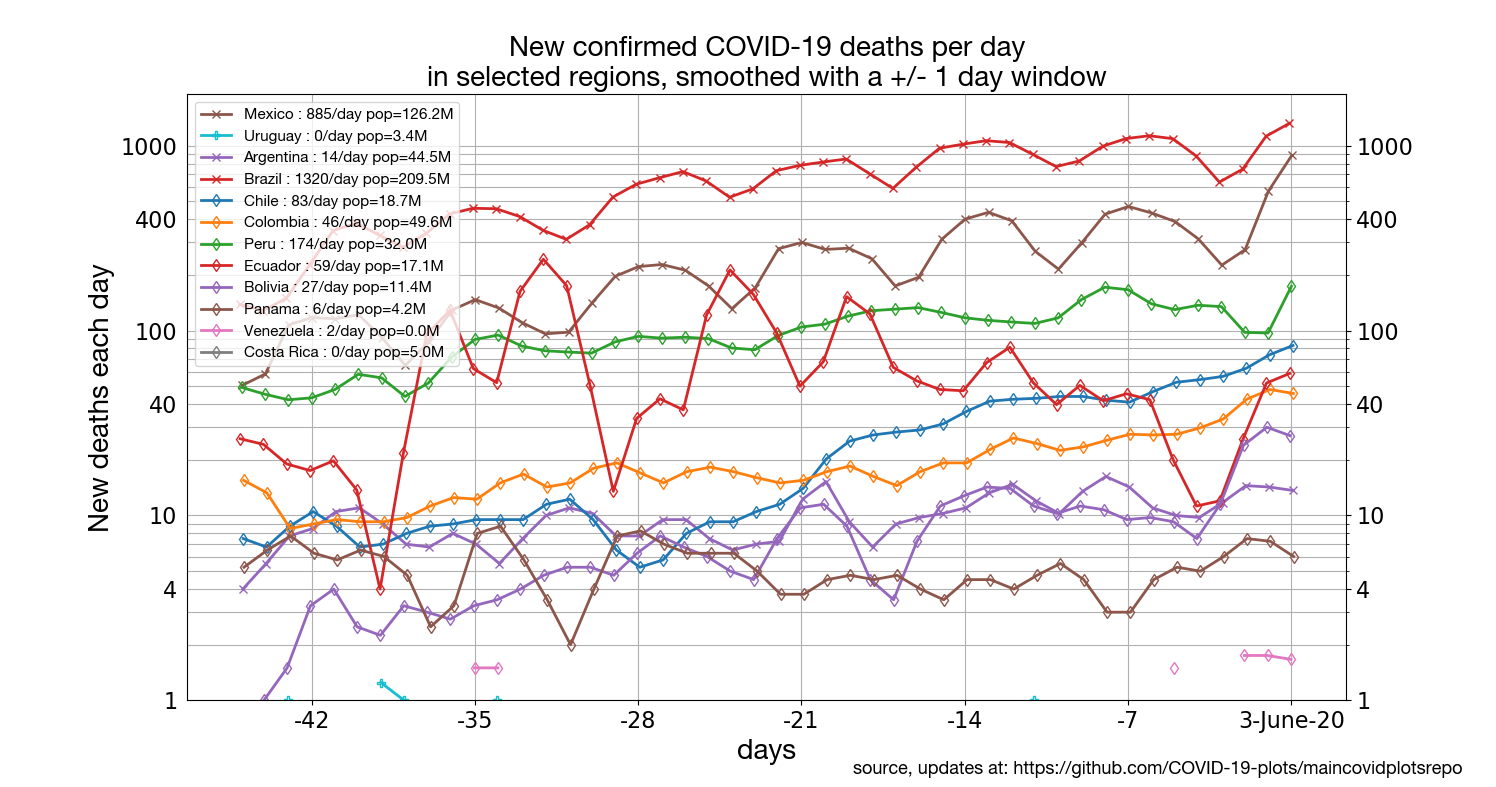 New confirmed COVID-19 deaths per day
in selected regions, smoothed with a +/- 1 day window
Mexico : 885/day pop=126.2M
Uruguay : 0/day pop=3.4M
Argentina : 14/day pop=44.5M
Brazil : 1320/day pop=209.5M
Chile : 83/day pop=18.7M
Colombia : 46/day pop=49.6M
Peru : 174/day pop=32.0M
Ecuador : 59/day pop=17.1M
Bolivia : 27/day pop=11.4M
Panama : 6/day pop=4.2M
Venezuela : 2/day pop=0.0M
Costa Rica : 0/day pop=5.0M
New deaths each day
1000
400
100
40
10
4
1
1000
400
100
40
10
4
1
-42 -35 -28 -21 -14 -7 3-June-20
days
source, updates at: https://github.com/COVID-19-plots/maincovidplotsrepo